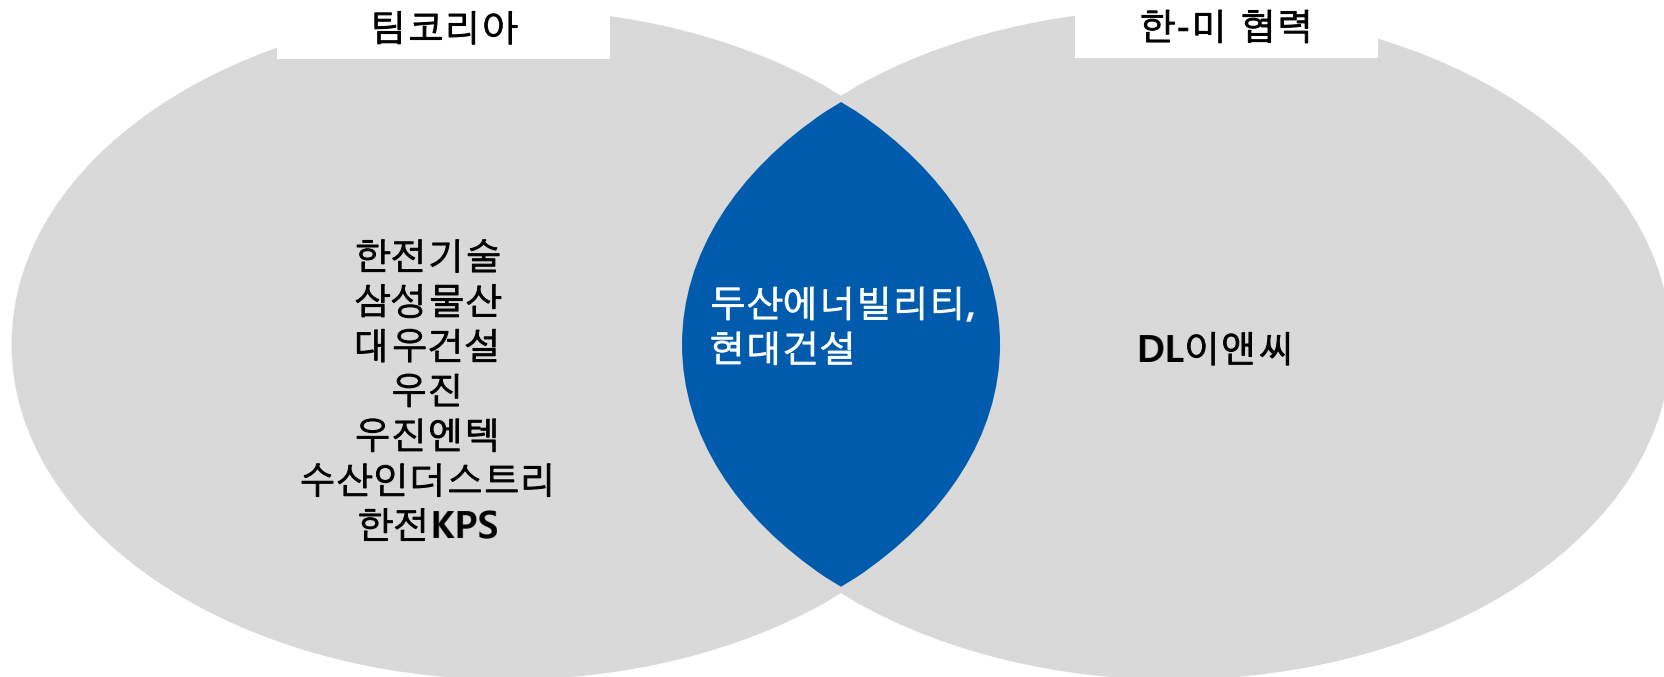 팀코리아
한-미 협력
한전기술
삼성물산
대우건설
우진
우진엔텍
수산인더스트리
한전KPS
두산에너빌리티,
현대건설
DL이앤씨